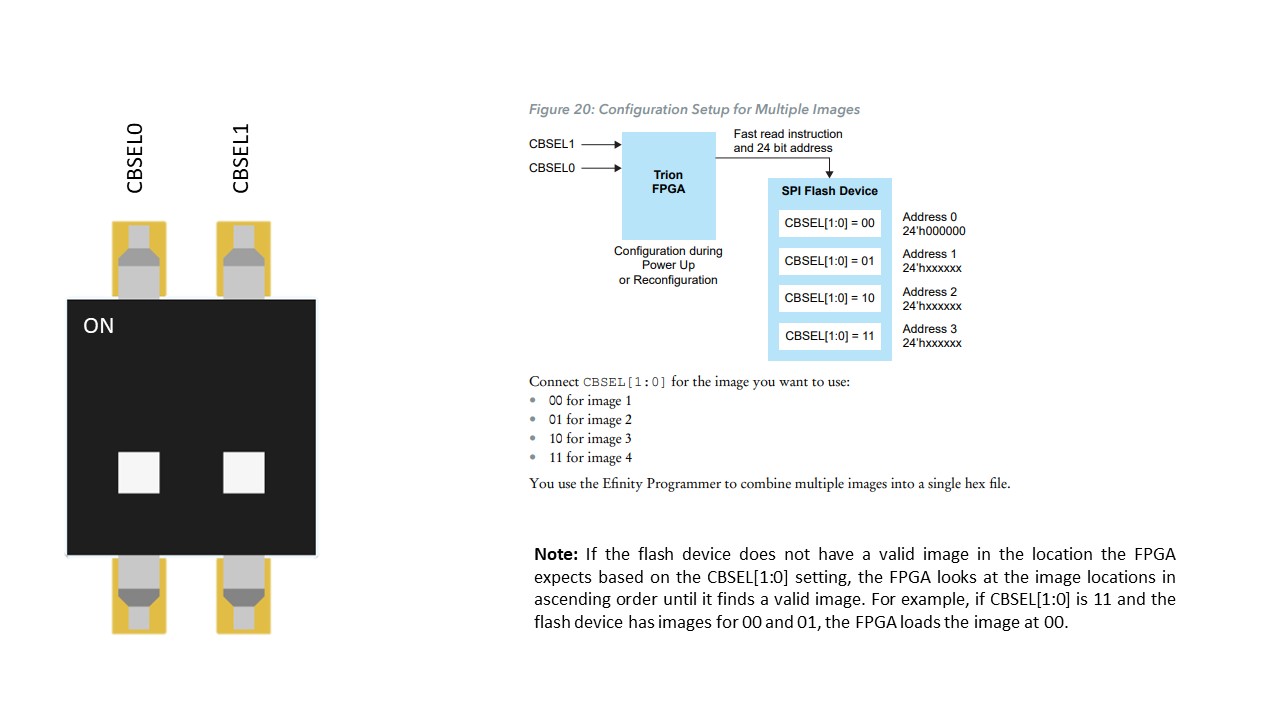 CBSEL0
CBSEL1
ON
Figure 20: Configuration Setup for Multiple Images
CBSEL1
CBSEL0
Trion
FPGA
Fast read instruction
and 24 bit address
Configuration during
Power Up
or Reconfiguration
SPI Flash Device
CBSEL[1:0] = 00
Address 0
24'h000000
CBSEL[1:0] = 01
Address 1
24'hxxxxxx
CBSEL[1:0] = 10
Address 2
24'hxxxxxx
CBSEL[1:0] = 11
Address 3
24'hxxxxxx
Connect CBSEL[1:0] for the image you want to use:
• 00 for image 1
• 01 for image 2
• 10 for image 3
• 11 for image 4
You use the Efinity Programmer to combine multiple images into a single hex file.
Note: If the flash device does not have a valid image in the location the FPGA
expects based on the CBSEL[1:0] setting, the FPGA looks at the image locations in
ascending order until it finds a valid image. For example, if CBSEL[1:0] is 11 and the
flash device has images for 00 and 01, the FPGA loads the image at 00.